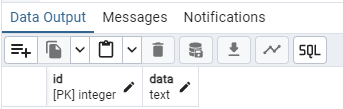 Data Output Messages Notifications
SQL
id data
[PK] integer text